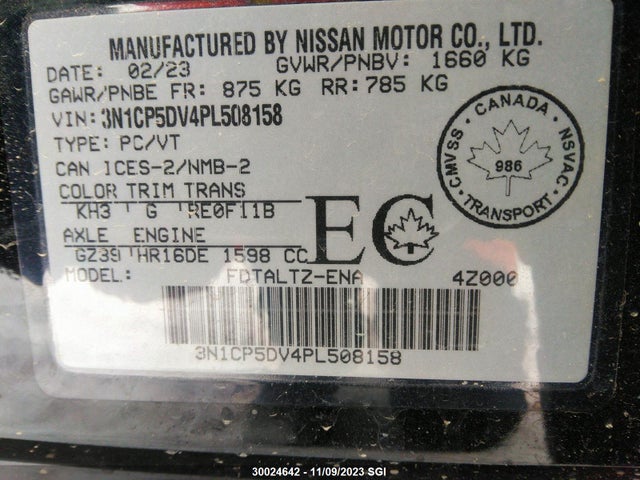 MANUFACTURED BY NISSAN MOTOR CO., LTD.
DATE: 02/23 GVWR/PNBV: 1660 KG
GAWR/PNBE FR: 875 KG RR: 785 KG
VIN: 3N1CP5DV4PL508158
TYPE: PC/VT
CAN ICES-2/NMB-2
COLOR TRIM TRANS
KH3 G RE0F11B
AXLE ENGINE
GZ39 HR16DE 1598 CC
MODEL: FDTALTZ-ENA 4Z000
EC
CMVSS · CANADA · NSVAC · TRANSPORT ·
986
3N1CP5DV4PL508158
30024642 - 11/09/2023 SGI